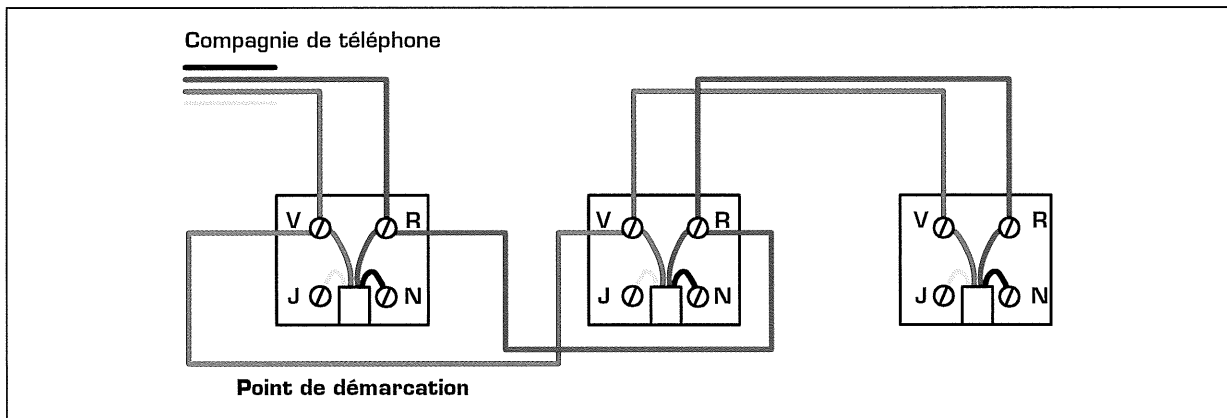 Compagnie de téléphone
V R V R V R
J N J N J N
Point de démarcation